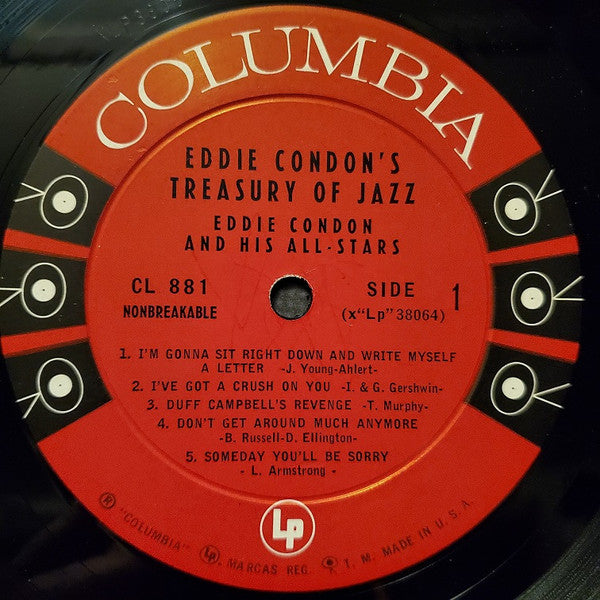 COLUMBIA
EDDIE CONDON'S
TREASURY OF JAZZ
EDDIE CONDON
AND HIS ALL-STARS
CL 881
NONBREAKABLE
SIDE 1
(x"Lp" 38064)
1. I'M GONNA SIT RIGHT DOWN AND WRITE MYSELF
A LETTER -J. Young-Ahlert-
2. I'VE GOT A CRUSH ON YOU -I. & G. Gershwin-
3. DUFF CAMPBELL'S REVENGE -T. Murphy-
4. DON'T GET AROUND MUCH ANYMORE
-B. Russell-D. Ellington-
5. SOMEDAY YOU'LL BE SORRY
- L. Armstrong -
Lp
® "COLUMBIA" Lp, MARCAS REG. T. M. MADE IN U. S. A.